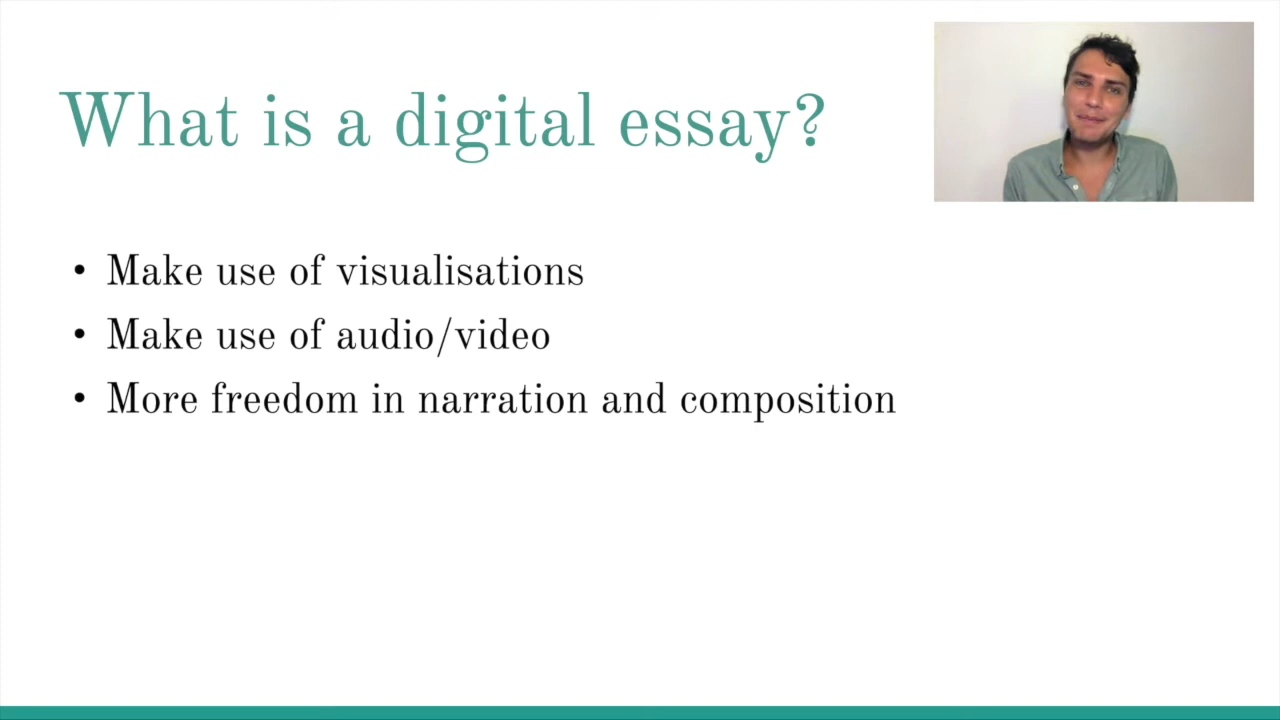 What is a digital essay?
• Make use of visualisations
• Make use of audio/video
• More freedom in narration and composition